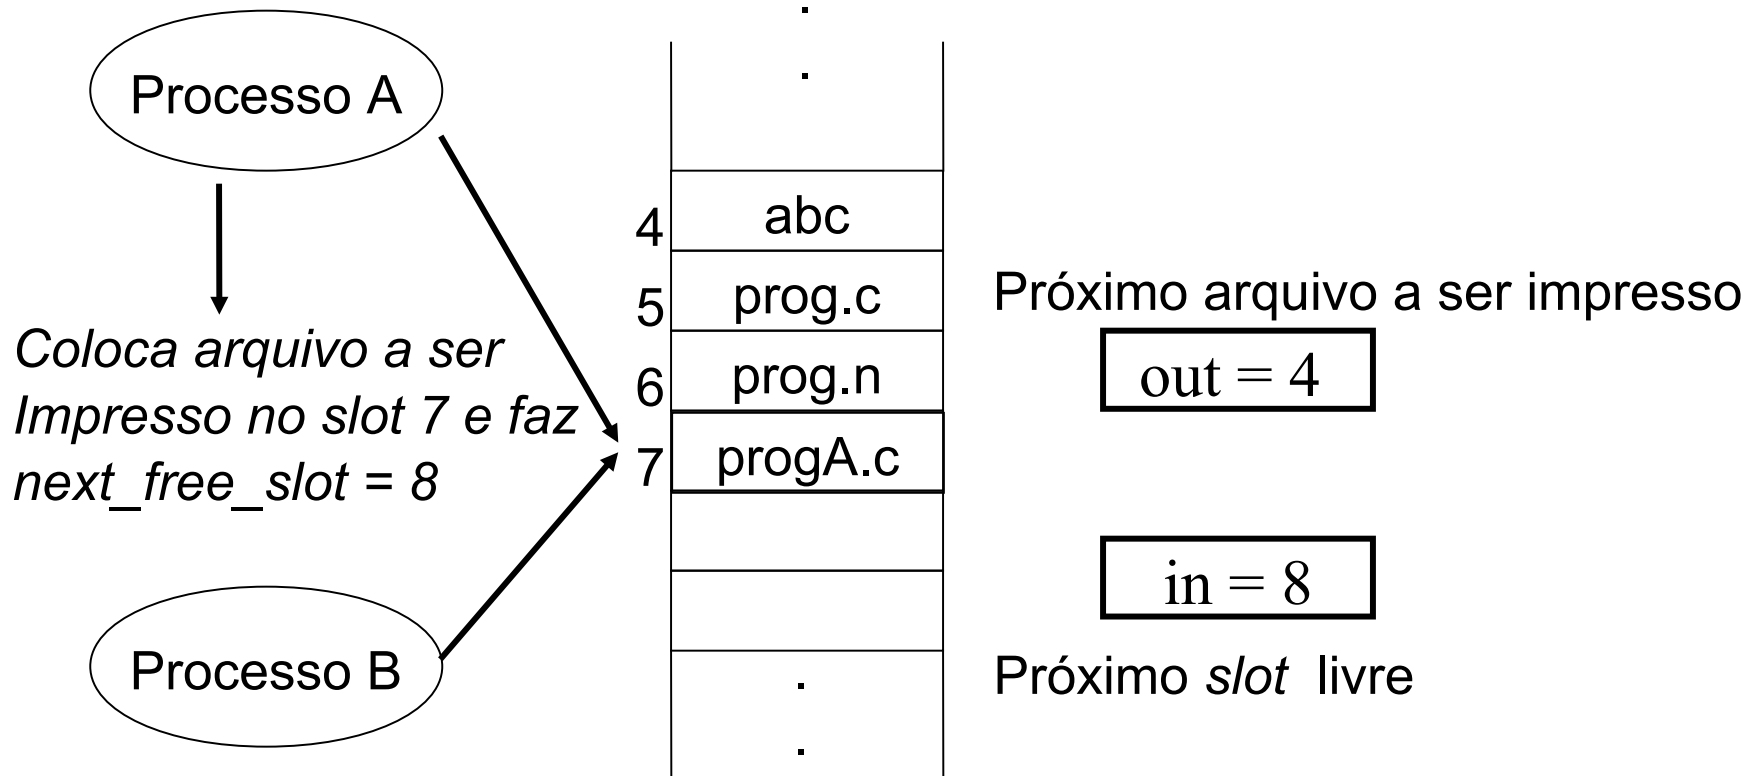 Processo A
Coloca arquivo a ser
Impresso no slot 7 e faz
next_free_slot = 8
Processo B
4 abc
5 prog.c
6 prog.n
7 progA.c
Próximo arquivo a ser impresso
out = 4
in = 8
Próximo slot livre